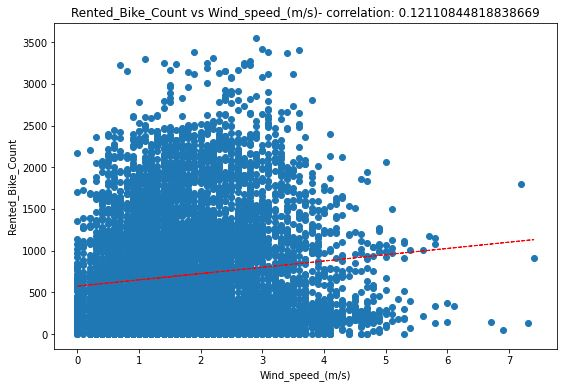 Rented_Bike_Count vs Wind_speed_(m/s)- correlation: 0.12110844818838669
3500
3000
2500
2000
1500
1000
500
0
Rented_Bike_Count
0 1 2 3 4 5 6 7
Wind_speed_(m/s)